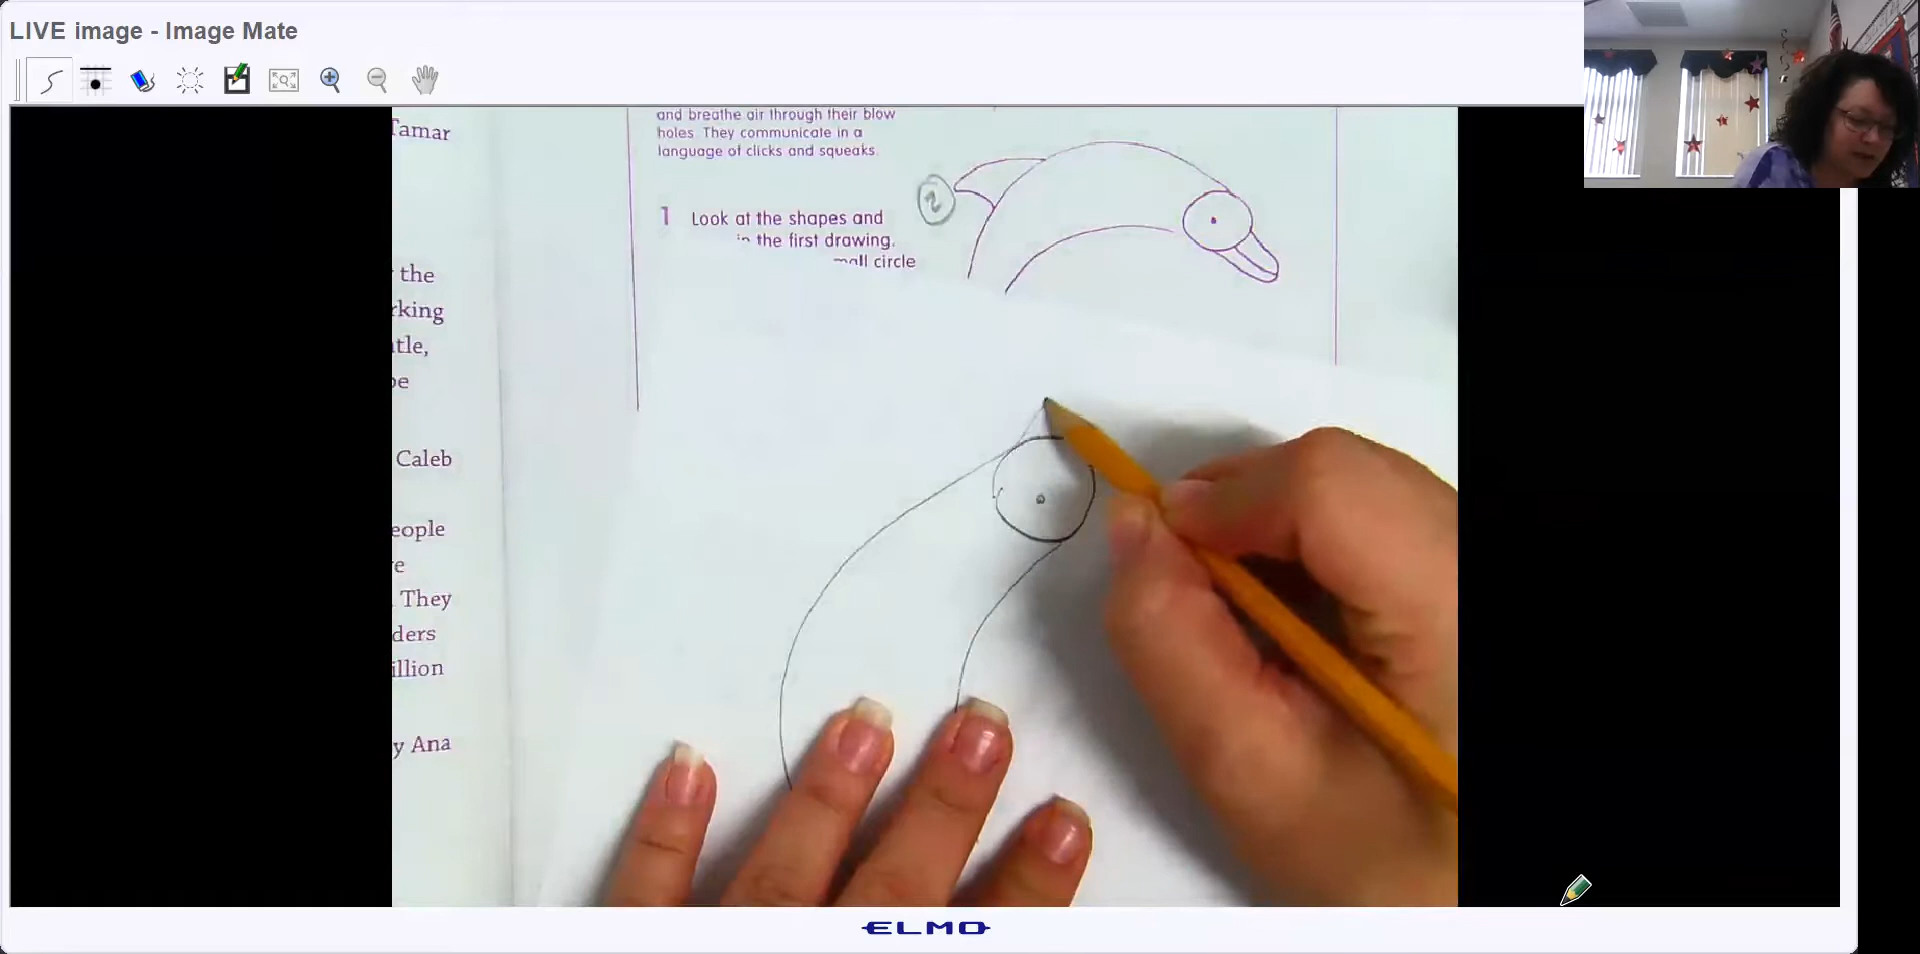 LIVE image - Image Mate
Tamar
the
rking
tle,
be
Caleb
eople
They
ders
illion
y Ana
and breathe air through their blow
holes. They communicate in a
language of clicks and squeaks.
2
1 Look at the shapes and
in the first drawing.
circle
ELMO